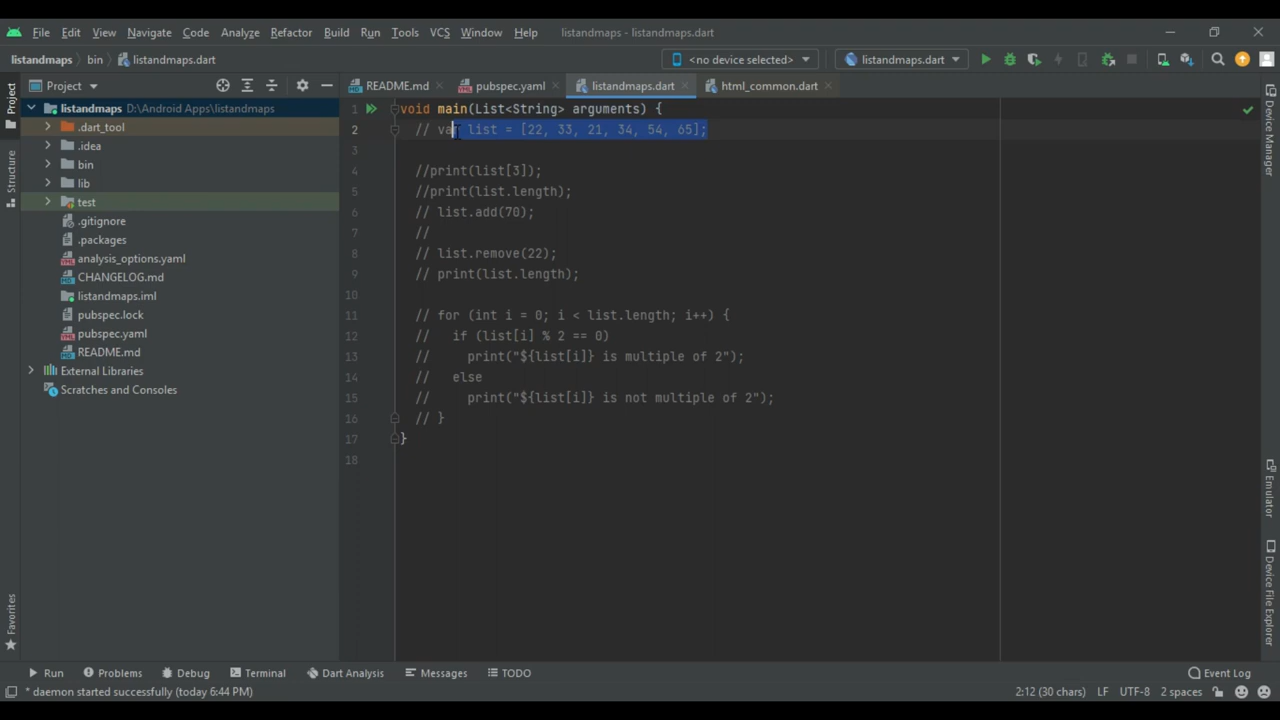 File Edit View Navigate Code Analyze Refactor Build Run Tools VCS Window Help listandmaps - listandmaps.dart
listandmaps bin listandmaps.dart <no device selected> listandmaps.dart
Project README.md pubspec.yaml listandmaps.dart html_common.dart
Project
Structure
Favorites
listandmaps D:\Android Apps\listandmaps
.dart_tool
.idea
bin
lib
test
.gitignore
.packages
analysis_options.yaml
CHANGELOG.md
listandmaps.iml
pubspec.lock
pubspec.yaml
README.md
External Libraries
Scratches and Consoles
1 void main(List<String> arguments) {
2 // var list = [22, 33, 21, 34, 54, 65];
3
4 //print(list[3]);
5 //print(list.length);
6 // list.add(70);
7 //
8 // list.remove(22);
9 // print(list.length);
10
11 // for (int i = 0; i < list.length; i++) {
12 // if (list[i] % 2 == 0)
13 // print("${list[i]} is multiple of 2");
14 // else
15 // print("${list[i]} is not multiple of 2");
16 // }
17 }
18
Device Manager
Emulator
Device File Explorer
Run Problems Debug Terminal Dart Analysis Messages TODO Event Log
* daemon started successfully (today 6:44 PM) 2:12 (30 chars) LF UTF-8 2 spaces